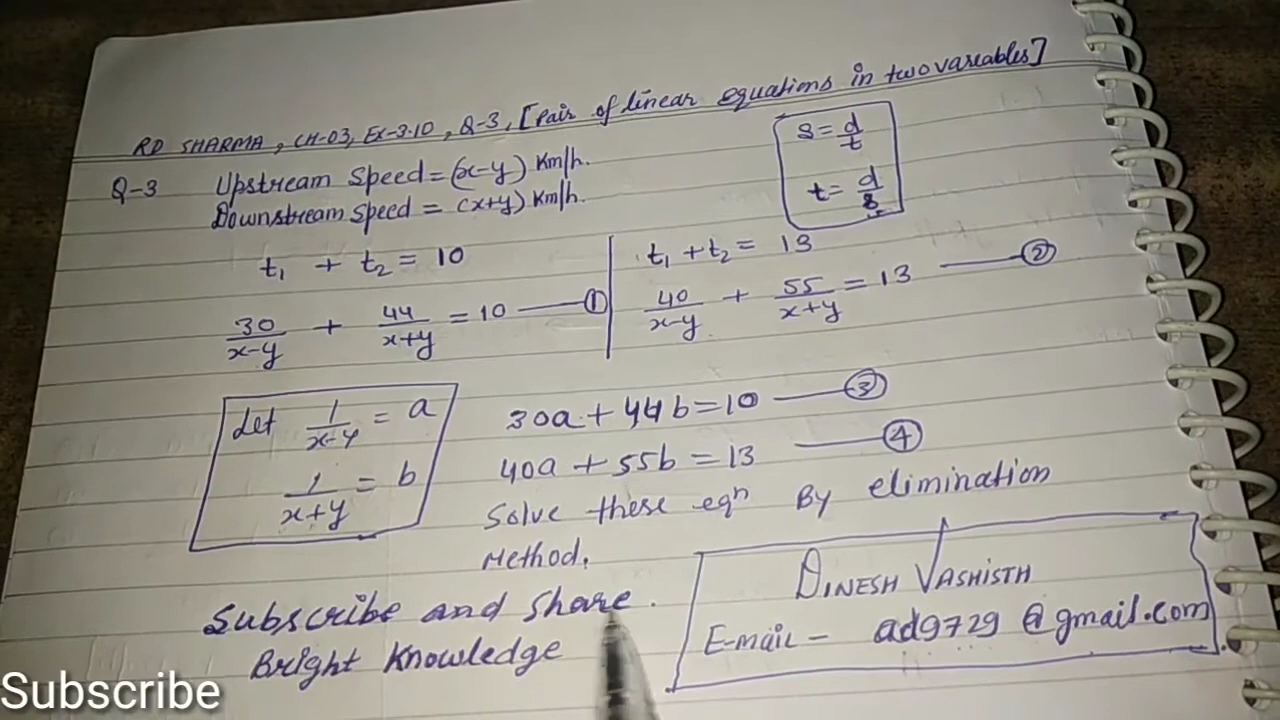 RD SHARMA, CH-03, Ex-3.10, Q-3, [Pair of linear equations in two vareables]
Q-3 Upstream Speed = (x-y) Km/h.
Downstream Speed = (x+y) Km/h.
S = d/t
t = d/s
t₁ + t₂ = 10
30/(x-y) + 44/(x+y) = 10 — ①
t₁ + t₂ = 13
40/(x-y) + 55/(x+y) = 13 — ②
Let 1/(x-y) = a
1/(x+y) = b
30a + 44b = 10 — ③
40a + 55b = 13 — ④
Solve these eqⁿ By elimination
Method.
Subscribe and Share.
Bright Knowledge
DINESH VASHISTH
E-mail - ad9729@gmail.com
Subscribe